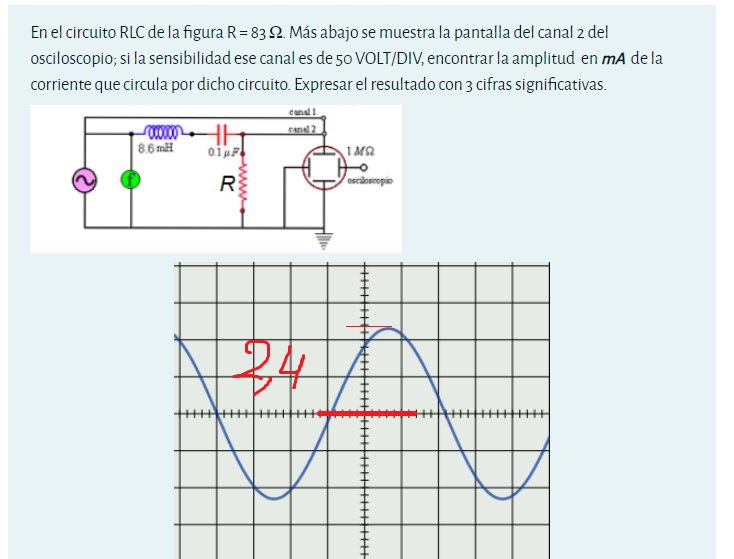 En el circuito RLC de la figura R = 83 Ω. Más abajo se muestra la pantalla del canal 2 del
osciloscopio; si la sensibilidad ese canal es de 50 VOLT/DIV, encontrar la amplitud en mA de la
corriente que circula por dicho circuito. Expresar el resultado con 3 cifras significativas.
canal 1
canal 2
8.6 mH
0.1 μF
1 MΩ
R
f
osciloscopio
2,4